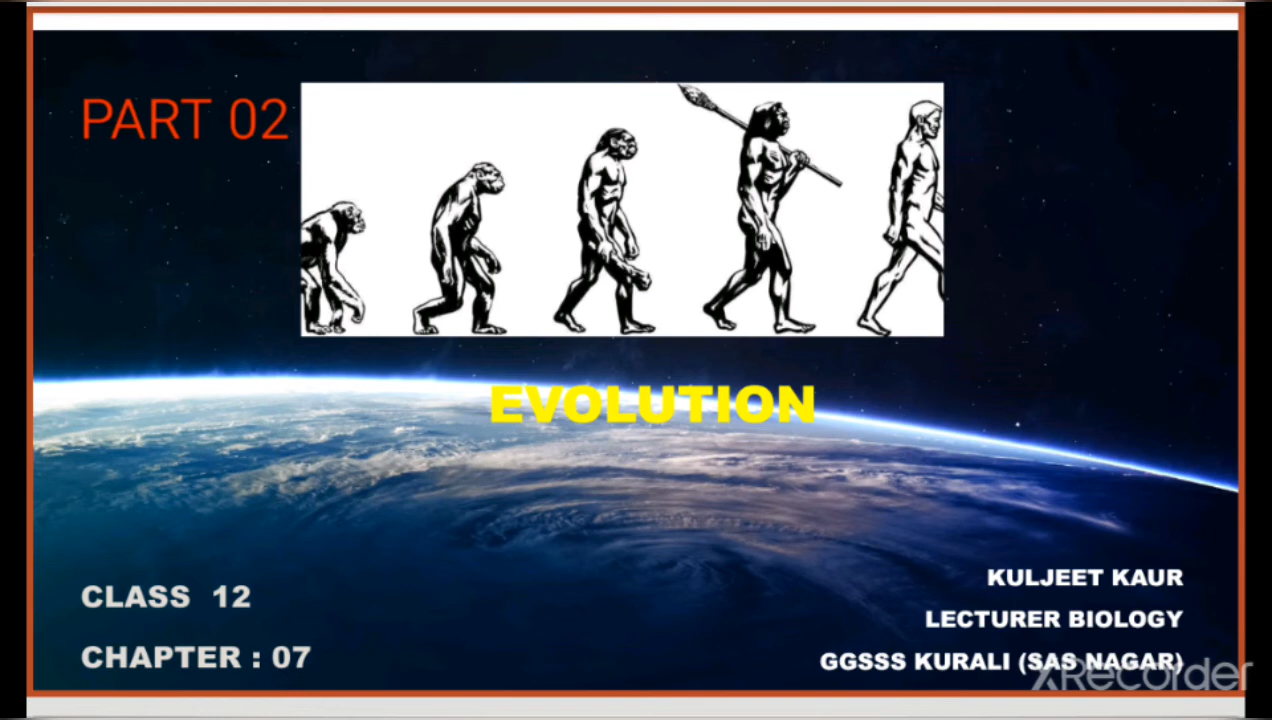 PART 02
EVOLUTION
CLASS 12
CHAPTER : 07
KULJEET KAUR
LECTURER BIOLOGY
GGSSS KURALI (SAS NAGAR)
XRecorder